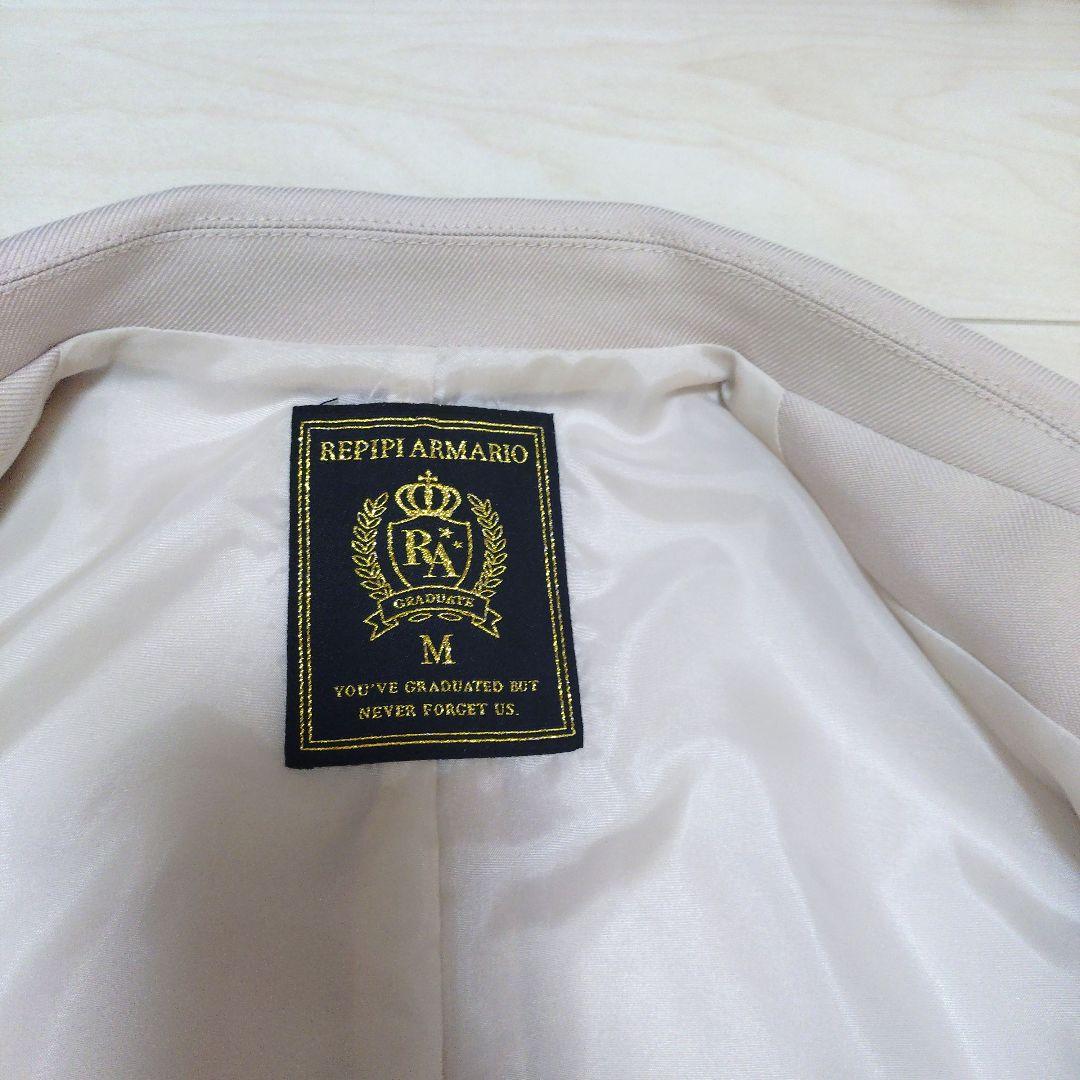 REPIPI ARMARIO
RA
GRADUATE
M
YOU'VE GRADUATED BUT
NEVER FORGET US.